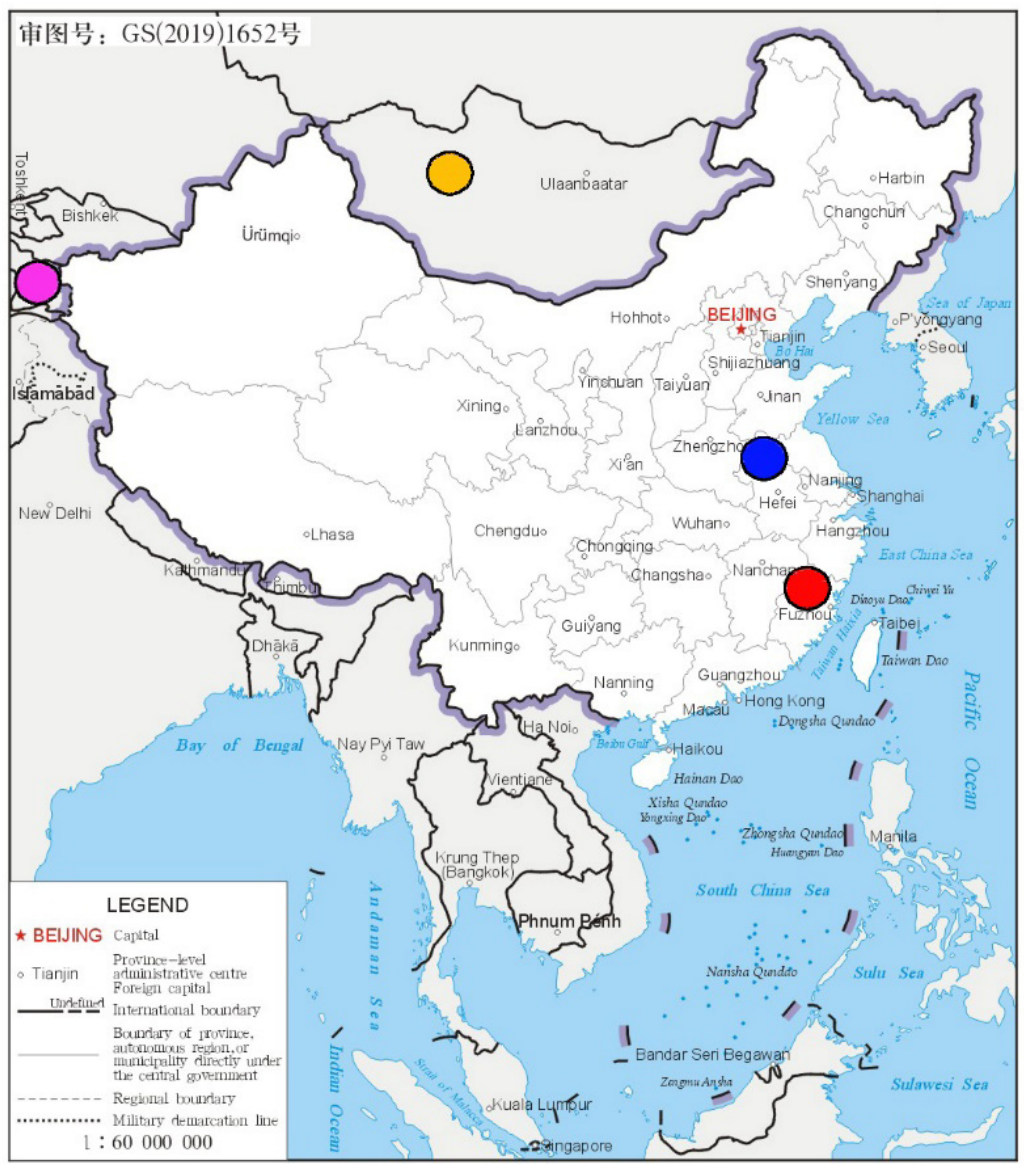 审图号：GS(2019)1652号
Toshkent
Bishkek
Ürümqi
Ulaanbaatar
Harbin
Changchun
Shenyang
Hohhot
BEIJING
Tianjin
Bo Hai
Sea of Japan
P'yŏngyang
Seoul
Shijiazhuang
Yinchuan
Taiyuan
Jinan
Islamābād
Xining
Lanzhou
Yellow Sea
Zhengzho
Xi'an
Nanjing
Hefei
Shanghai
New Delhi
Lhasa
Chengdu
Wuhan
Hangzhou
Chongqing
East China Sea
Kathmandu
Thimbu
Changsha
Nanchan
Diaoyu Dao
Chiwei Yu
Fuzhou
Taibei
Guiyang
Taiwan Haixia
Dhākā
Kunming
Taiwan Dao
Guangzhou
Nanning
Hong Kong
Macau
Dongsha Qundao
Pacific Ocean
Ha Noi
Beibu Gulf
Bay of Bengal
Nay Pyi Taw
Haikou
Vientiane
Hainan Dao
Xisha Qundao
Yongxing Dao
Zhongsha Qundao
Huangyan Dao
Manila
Krung Thep
(Bangkok)
South China Sea
Phnum Pénh
Andaman Sea
Nansha Qundao
Sulu Sea
Indian Ocean
Strait of Malacca
Bandar Seri Begawan
Zengmu Ansha
Sulawesi Sea
Kuala Lumpur
Singapore
LEGEND
BEIJING Capital
Tianjin
Province-level
administrative centre
Foreign capital
Undefined
International boundary
Boundary of province,
autonomous region,or
municipality directly under
the central government
Regional boundary
Military demarcation line
1：60 000 000